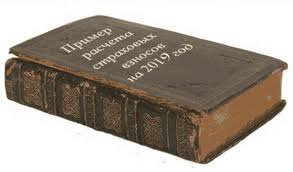 Пример
расчета
страховых
взносов
на 2019 год